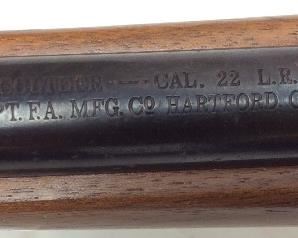 COLTEER - - - CAL. 22 L.R.
PT. F.A. MFG. CO HARTFORD. C